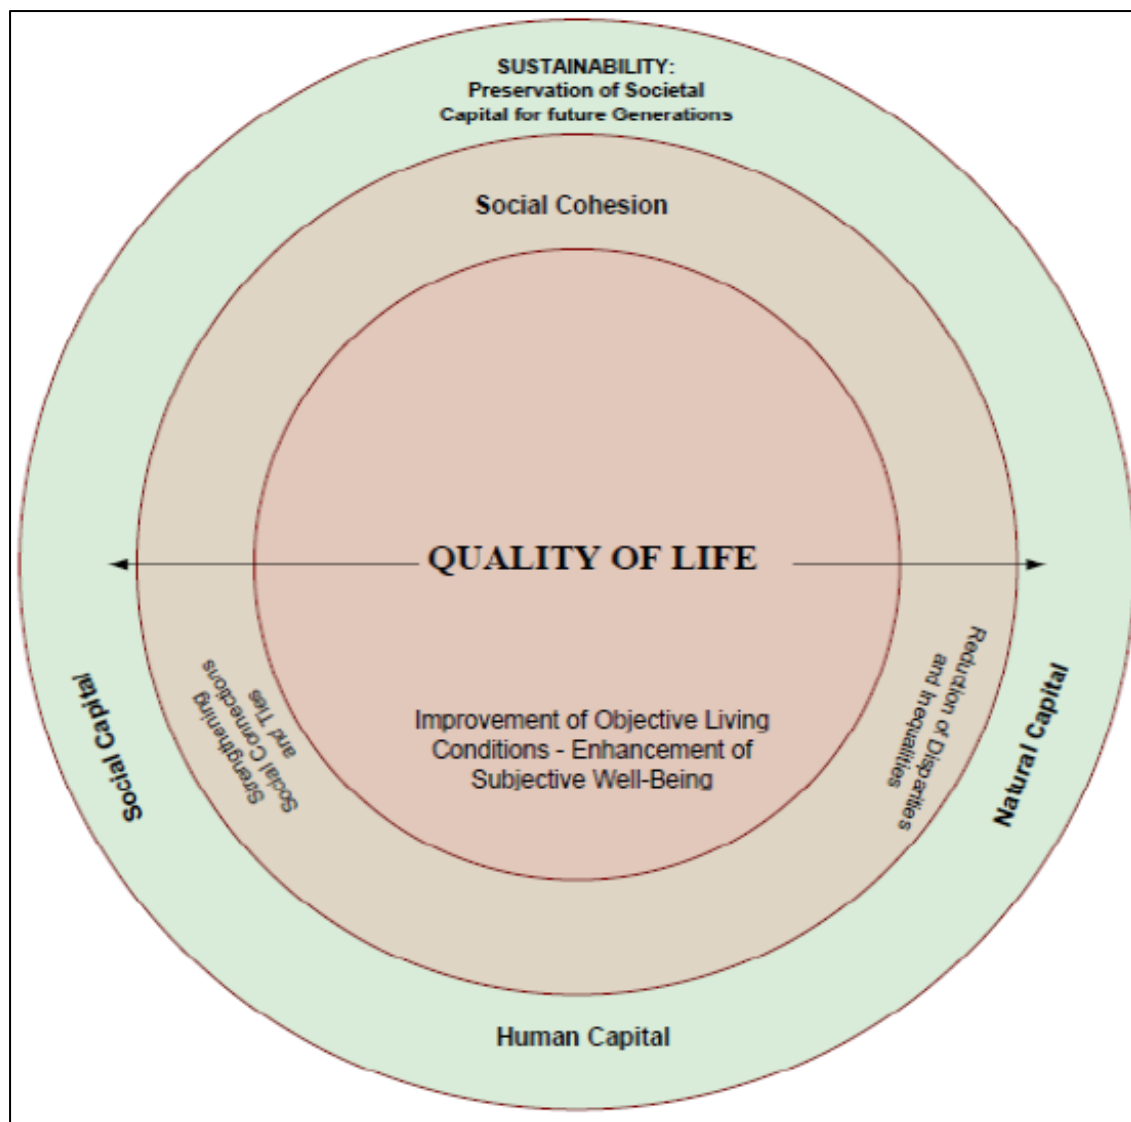 SUSTAINABILITY:
Preservation of Societal
Capital for future Generations
Social Cohesion
QUALITY OF LIFE
Strengthening
Social Connections
and Ties
Reduction of Disparities
and Inequalities
Social Capital
Natural Capital
Improvement of Objective Living
Conditions - Enhancement of
Subjective Well-Being
Human Capital